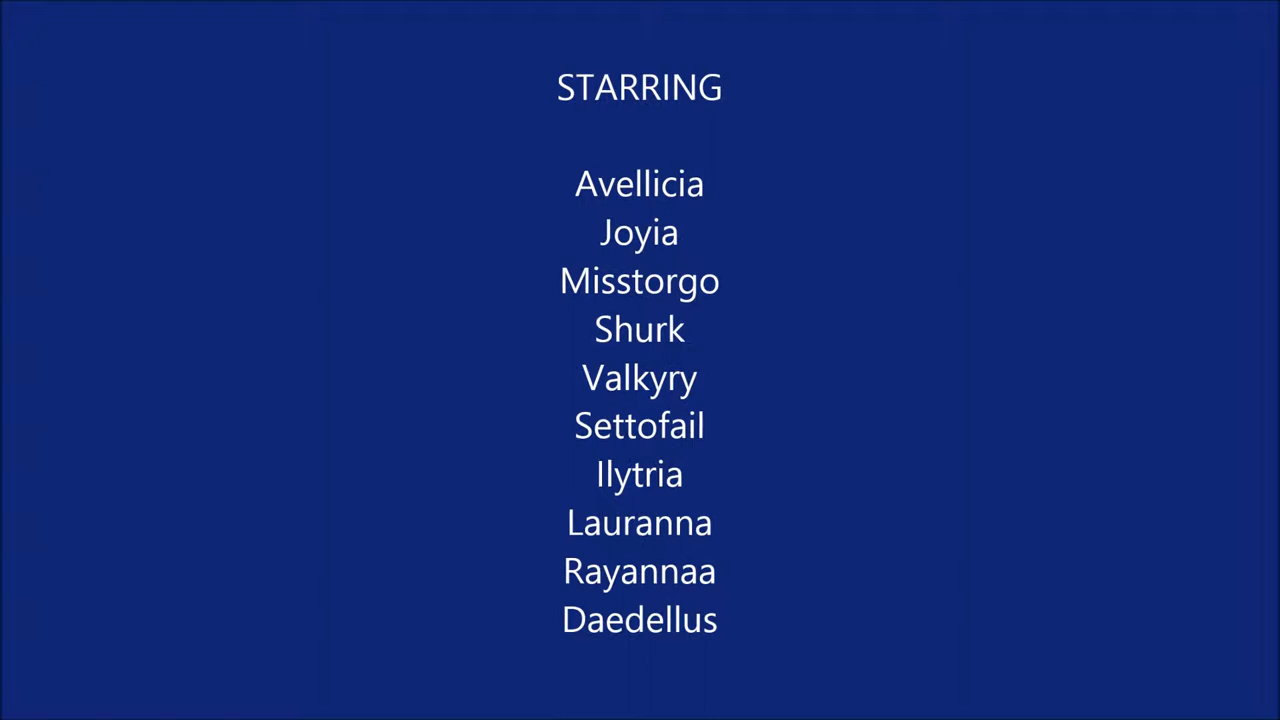 STARRING
Avellicia
Joyia
Misstorgo
Shurk
Valkyry
Settofail
Ilytria
Lauranna
Rayannaa
Daedellus